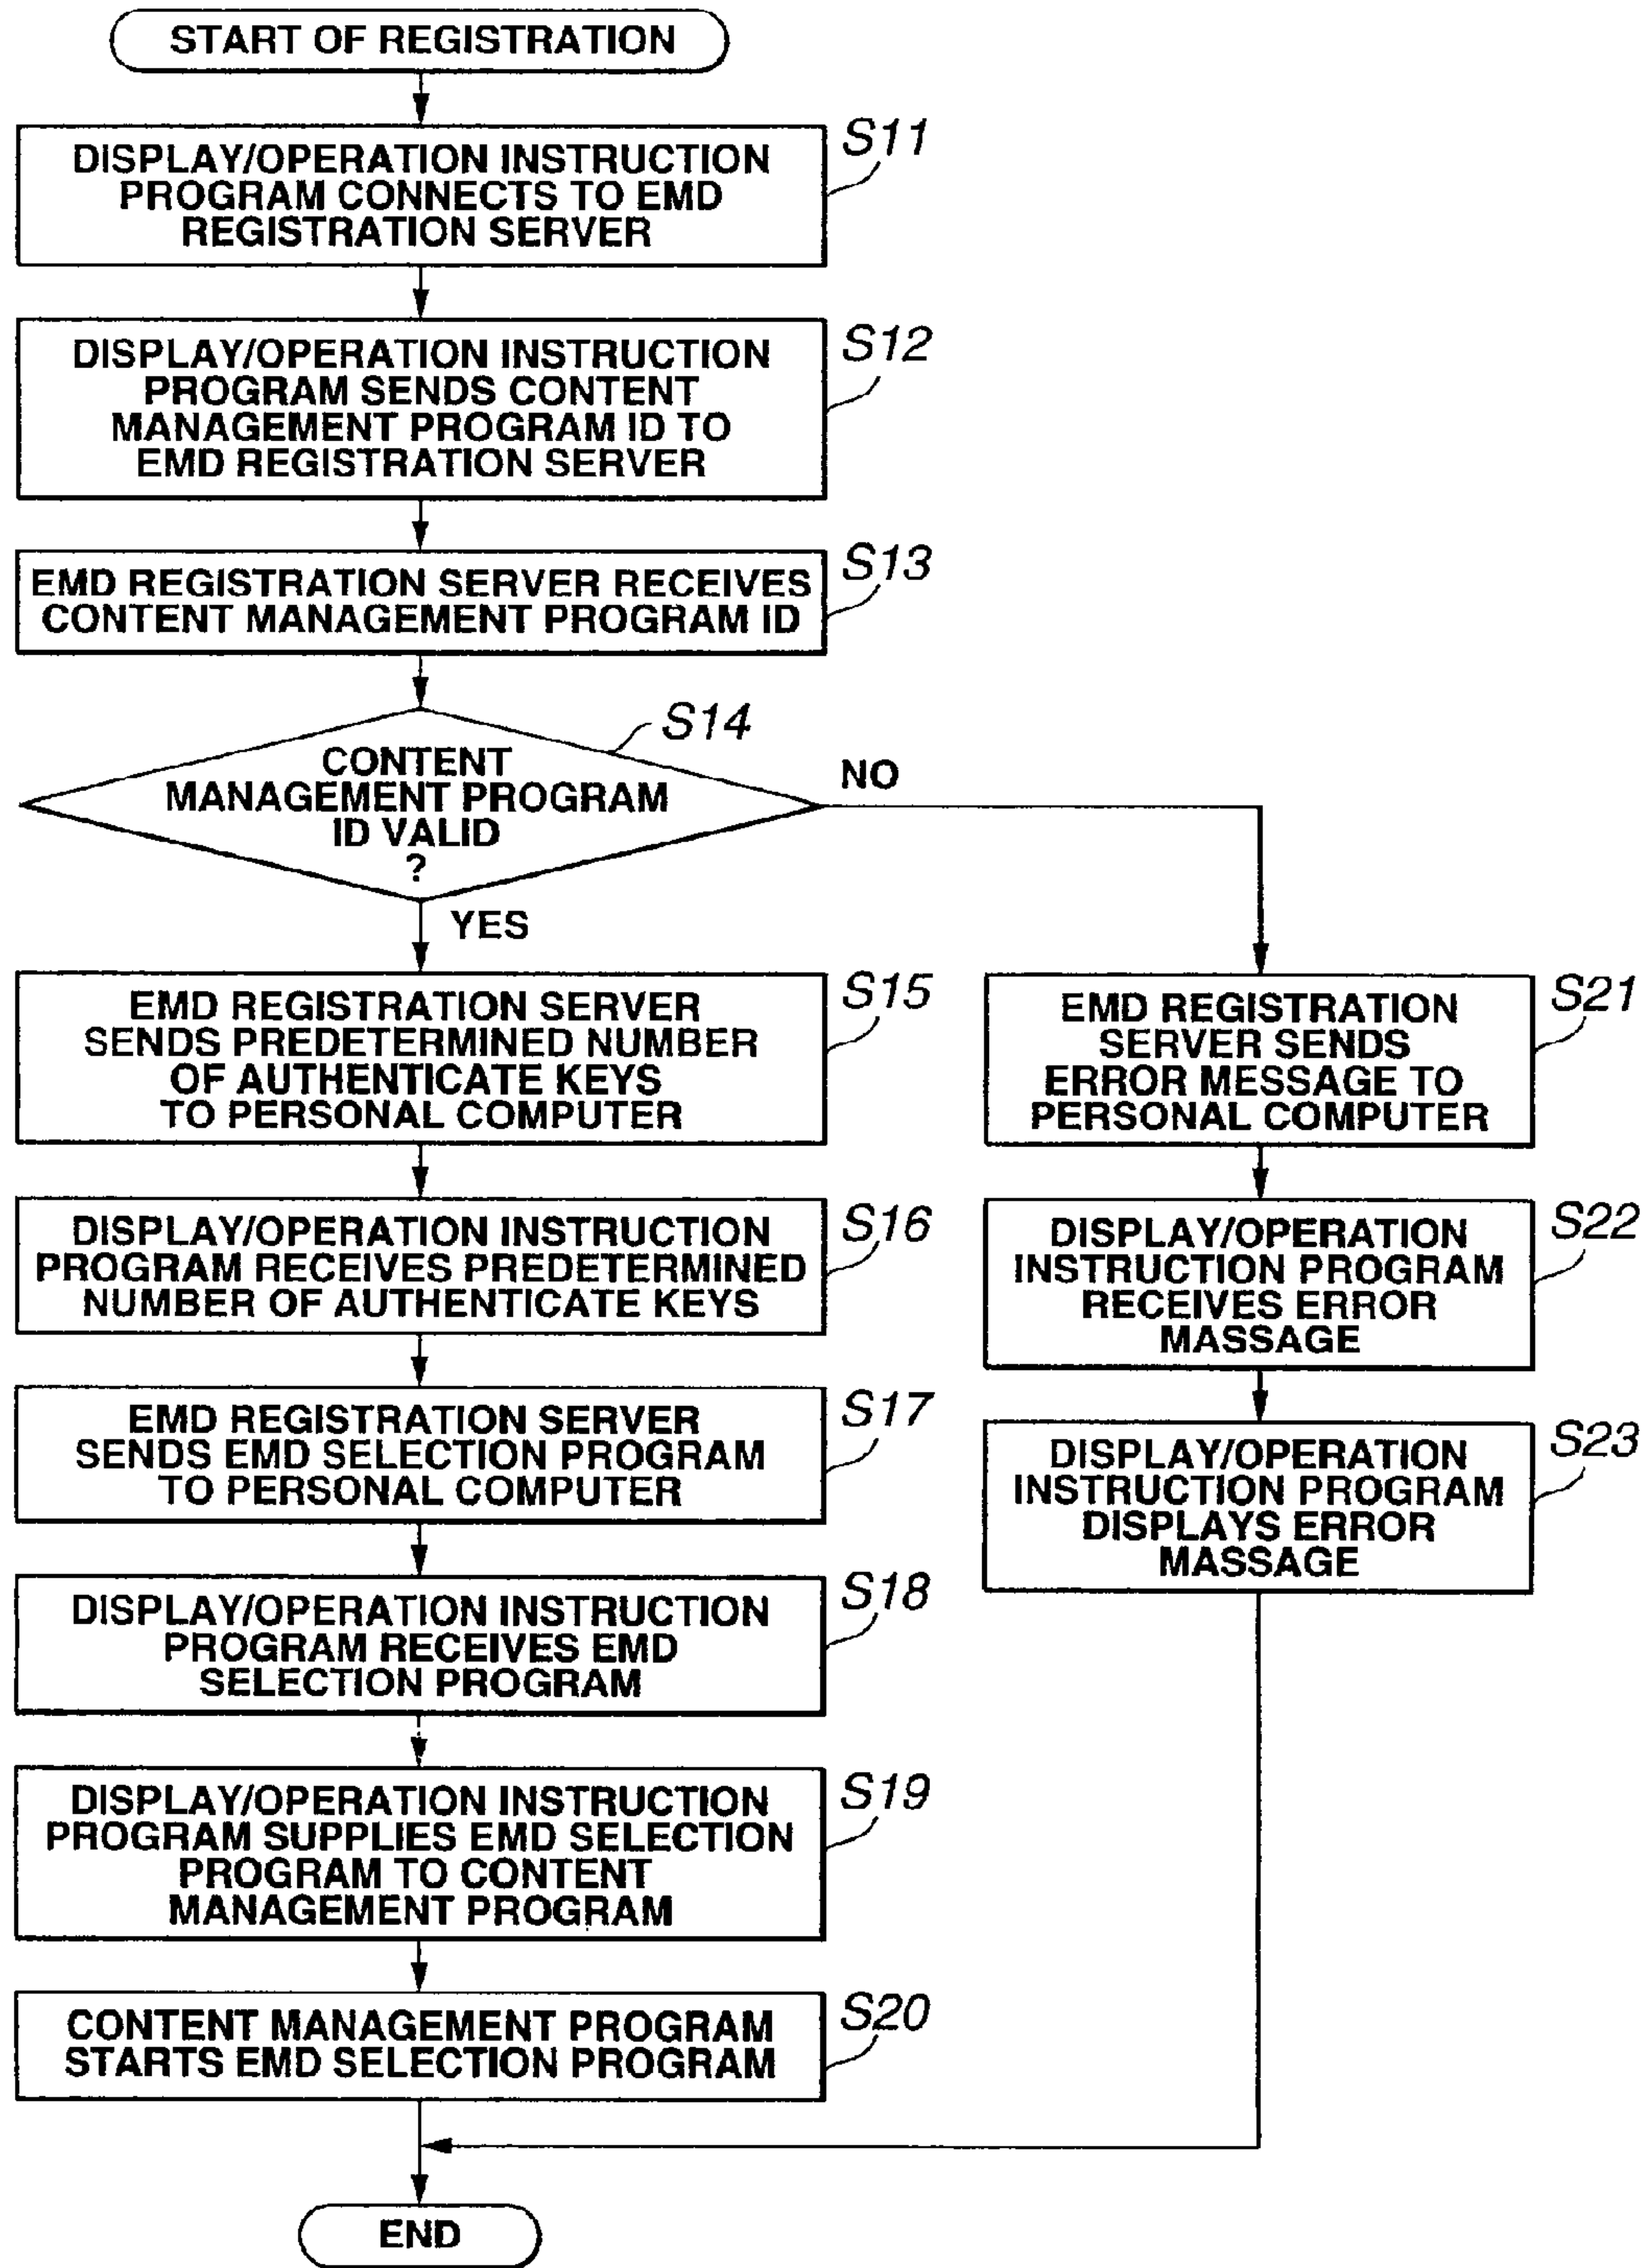 START OF REGISTRATION
S11
DISPLAY/OPERATION INSTRUCTION
PROGRAM CONNECTS TO EMD
REGISTRATION SERVER
S12
DISPLAY/OPERATION INSTRUCTION
PROGRAM SENDS CONTENT
MANAGEMENT PROGRAM ID TO
EMD REGISTRATION SERVER
S13
EMD REGISTRATION SERVER RECEIVES
CONTENT MANAGEMENT PROGRAM ID
S14
CONTENT
MANAGEMENT PROGRAM
ID VALID
?
NO
YES
S15
EMD REGISTRATION SERVER
SENDS PREDETERMINED NUMBER
OF AUTHENTICATE KEYS
TO PERSONAL COMPUTER
S16
DISPLAY/OPERATION INSTRUCTION
PROGRAM RECEIVES PREDETERMINED
NUMBER OF AUTHENTICATE KEYS
S17
EMD REGISTRATION SERVER
SENDS EMD SELECTION PROGRAM
TO PERSONAL COMPUTER
S18
DISPLAY/OPERATION INSTRUCTION
PROGRAM RECEIVES EMD
SELECTION PROGRAM
S19
DISPLAY/OPERATION INSTRUCTION
PROGRAM SUPPLIES EMD SELECTION
PROGRAM TO CONTENT
MANAGEMENT PROGRAM
S20
CONTENT MANAGEMENT PROGRAM
STARTS EMD SELECTION PROGRAM
S21
EMD REGISTRATION
SERVER SENDS
ERROR MESSAGE TO
PERSONAL COMPUTER
S22
DISPLAY/OPERATION
INSTRUCTION PROGRAM
RECEIVES ERROR
MASSAGE
S23
DISPLAY/OPERATION
INSTRUCTION PROGRAM
DISPLAYS ERROR
MASSAGE
END